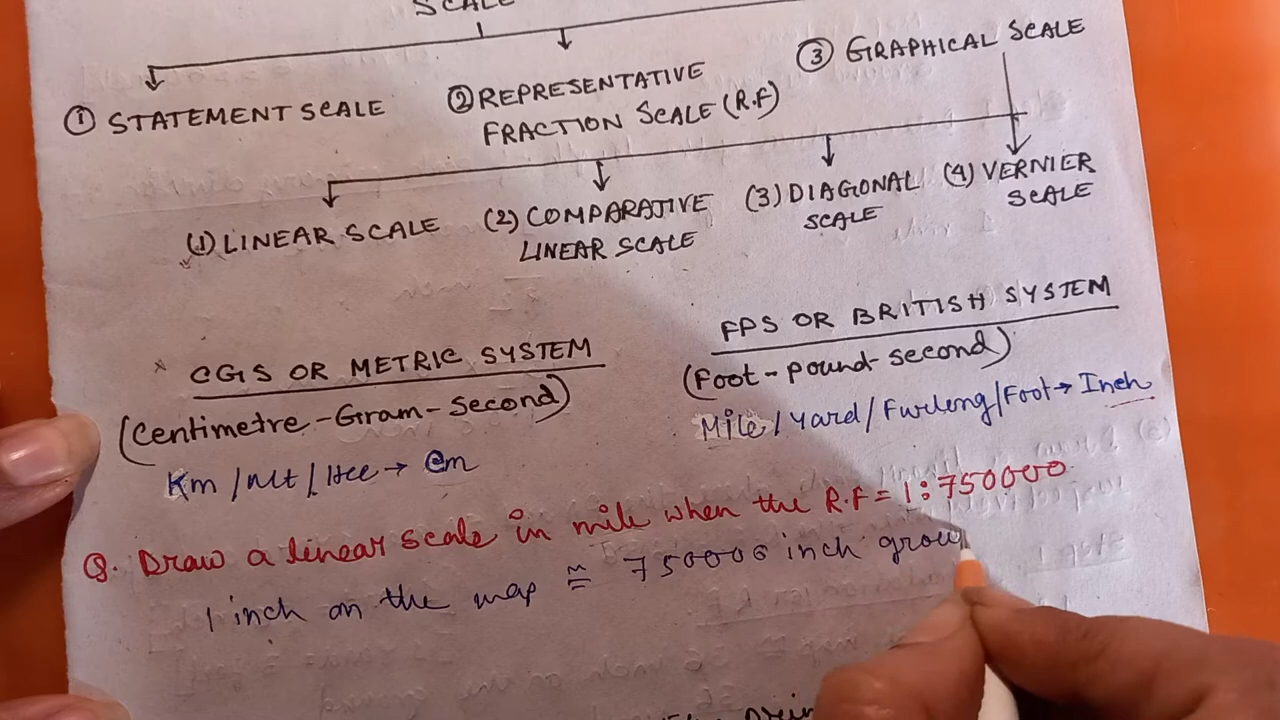 SCALE
① STATEMENT SCALE
② REPRESENTATIVE
FRACTION SCALE (R.F)
③ GRAPHICAL SCALE
(1) LINEAR SCALE
(2) COMPARATIVE
LINEAR SCALE
(3) DIAGONAL
SCALE
(4) VERNIER
SCALE
CGS OR METRIC SYSTEM
(Centimetre-Gram-Second)
Km / Mt / Hec → Cm
FPS OR BRITISH SYSTEM
(Foot-pound-second)
Mile / Yard / Furlong / Foot → Inch
Q. Draw a linear scale in mile when the R.F = 1:750000
1 inch on the map ≅ 750000 inch grou